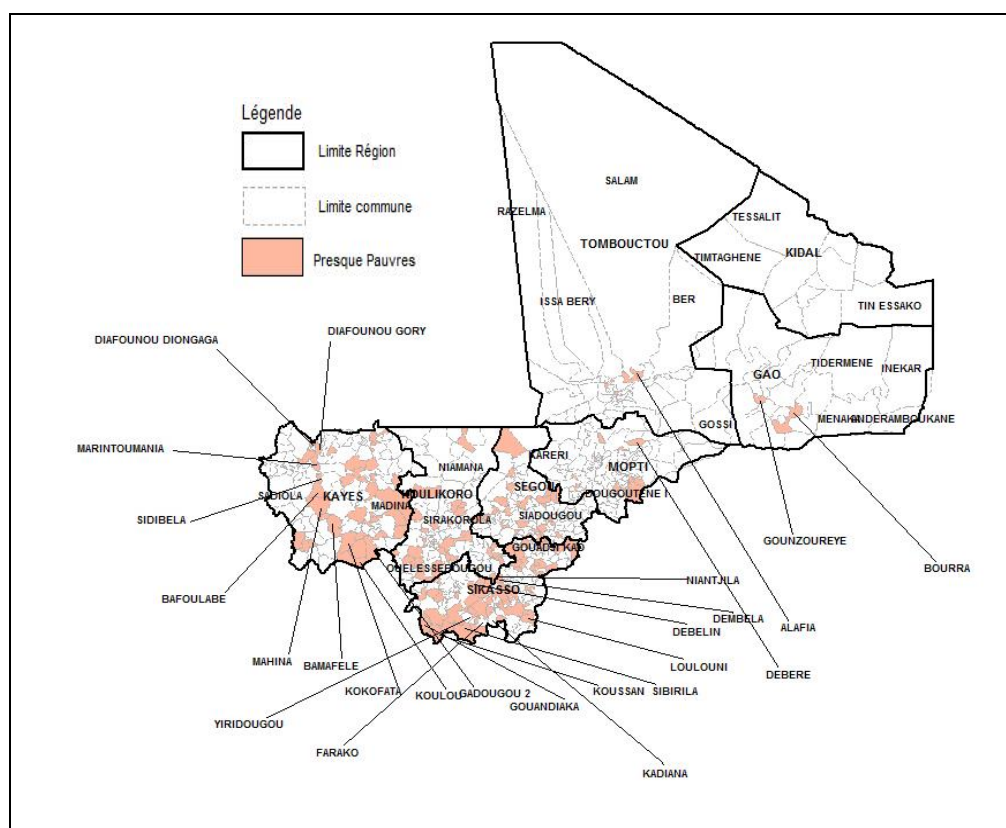 Légende
Limite Région
Limite commune
Presque Pauvres
SALAM
RAZELMA
TESSALIT
TOMBOUCTOU
TIMTAGHENE
KIDAL
ISSA BERY
BER
TIN ESSAKO
DIAFOUNOU GORY
DIAFOUNOU DIONGAGA
TIDERMENE
INEKAR
GAO
MENAKA
ANDERAMBOUKANE
GOSSI
MARINTOUMANIA
KARERI
NIAMANA
MOPTI
SADIOLA
KAYES
MADINA
KOULIKORO
SEGOU
DOUGOUTENE I
SIDIBELA
SIRAKOROLA
SIADOUGOU
GOUNZOUREYE
BOURRA
OUELESSEBOUGOU
NIANTJILA
SIKASSO
BAFOULABE
DEMBELA
DEBELIN
ALAFIA
MAHINA
BAMAFELE
LOULOUNI
DEBERE
KOKOFATA
KOULOU
GADOUGOU 2
KOUSSAN
SIBIRILA
GOUANDIAKA
YIRIDOUGOU
FARAKO
KADIANA